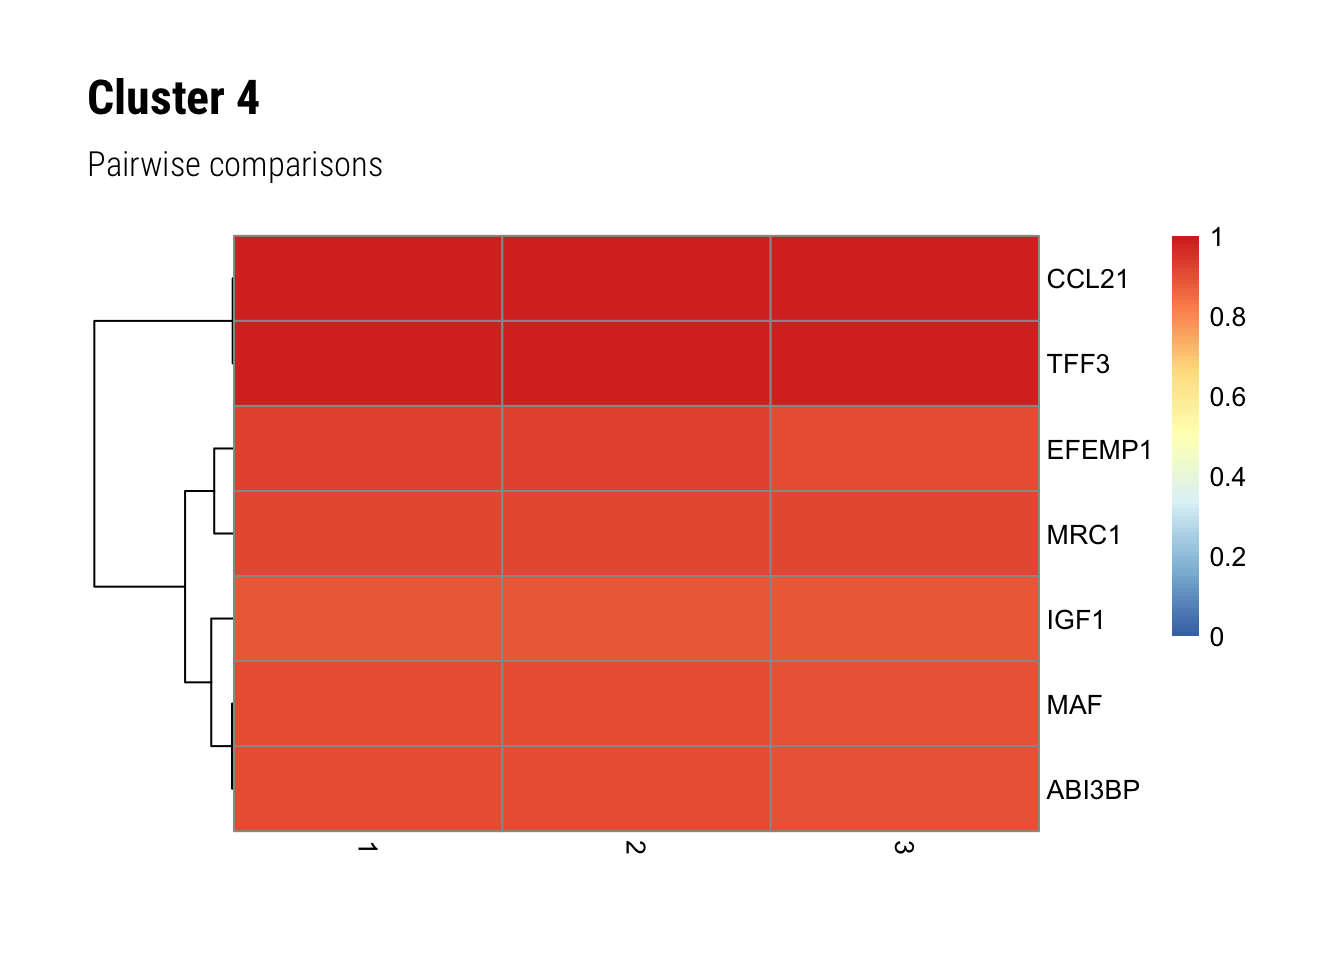 Cluster 4
Pairwise comparisons
CCL21
TFF3
EFEMP1
MRC1
IGF1
MAF
ABI3BP
1
0.8
0.6
0.4
0.2
0
1
2
3